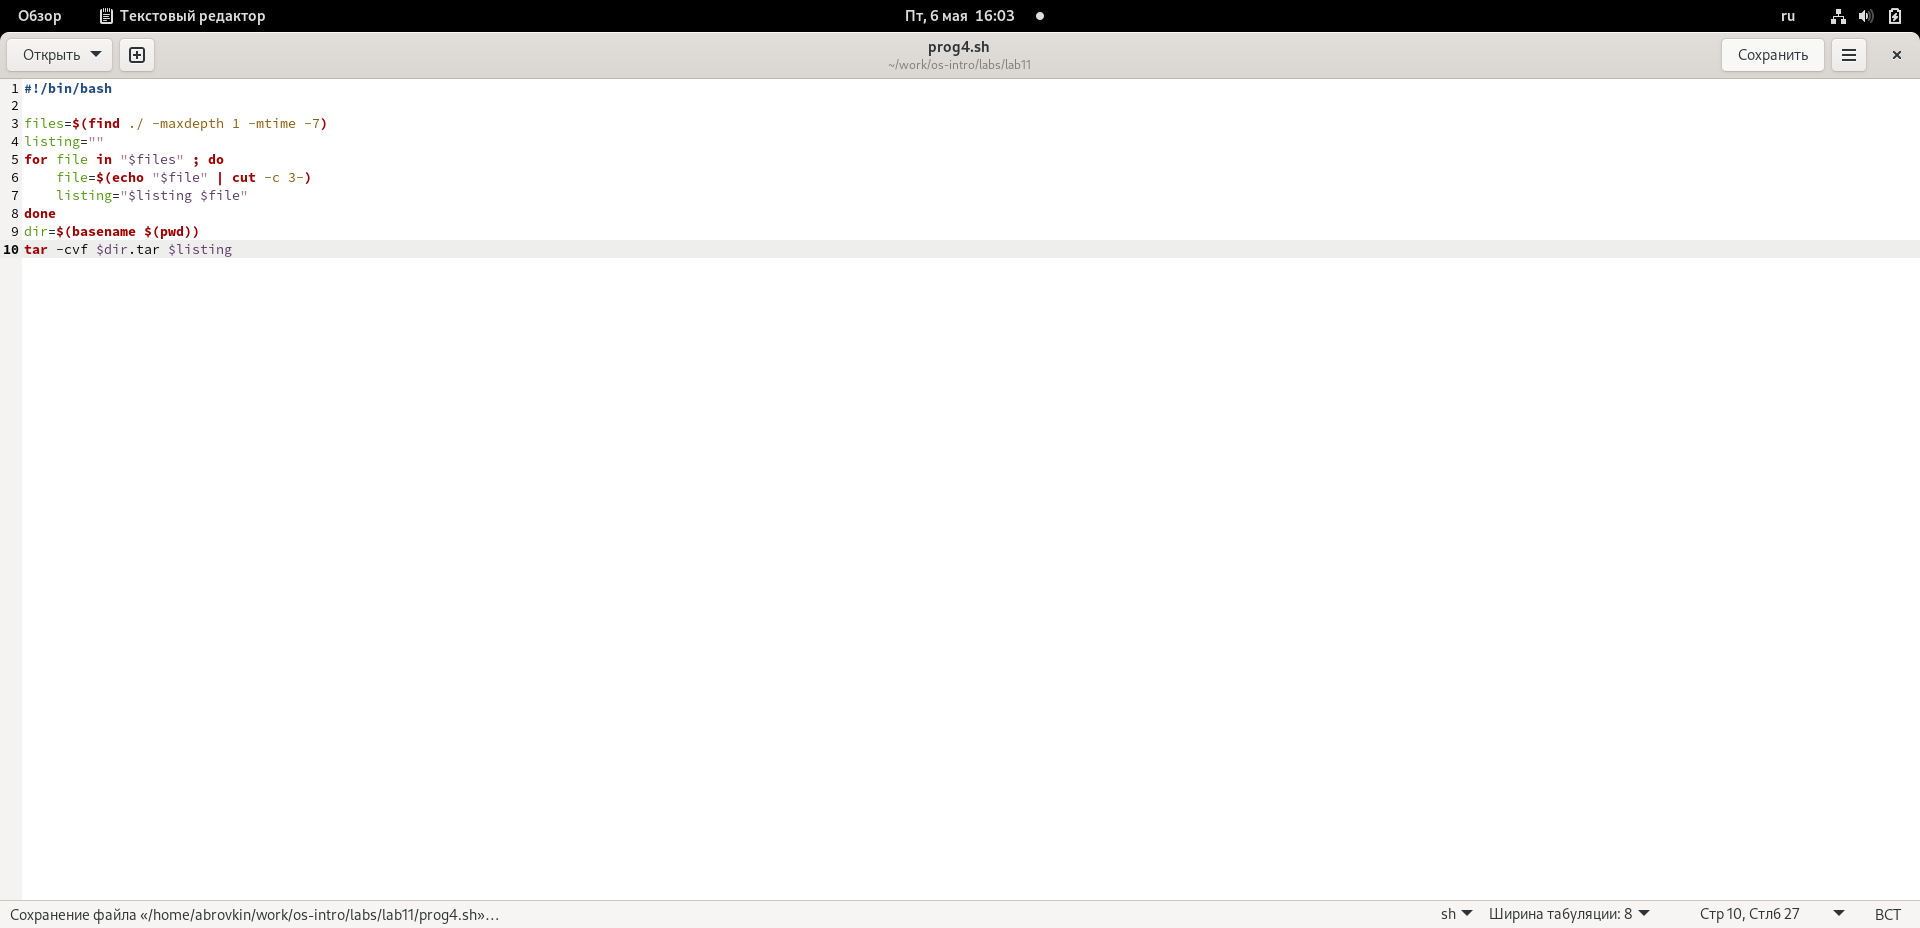 Обзор Текстовый редактор Пт, 6 мая 16:03 ru
Открыть prog4.sh Сохранить
~/work/os-intro/labs/lab11
1 #!/bin/bash
2
3 files=$(find ./ -maxdepth 1 -mtime -7)
4 listing=""
5 for file in "$files" ; do
6     file=$(echo "$file" | cut -c 3-)
7     listing="$listing $file"
8 done
9 dir=$(basename $(pwd))
10 tar -cvf $dir.tar $listing
Сохранение файла «/home/abrovkin/work/os-intro/labs/lab11/prog4.sh»… sh Ширина табуляции: 8 Стр 10, Стлб 27 ВСТ